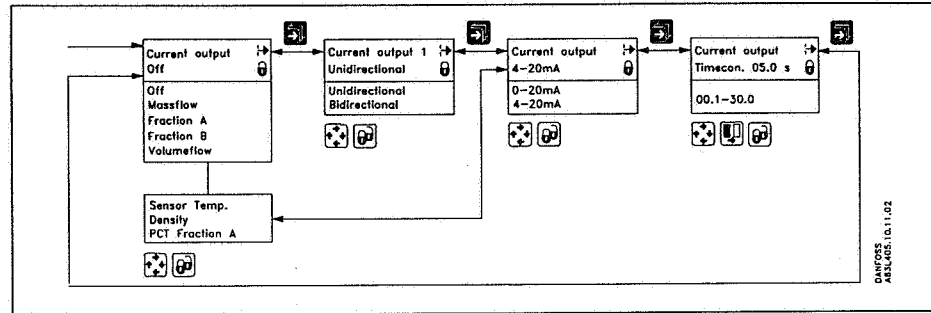 Current output
Off
Off
Massflow
Fraction A
Fraction B
Volumeflow
Sensor Temp.
Density
PCT Fraction A
Current output 1
Unidirectional
Unidirectional
Bidirectional
Current output
4-20mA
0-20mA
4-20mA
Current output
Timecon. 05.0 s
00.1-30.0
DANFOSS
A83L405.10.11.02